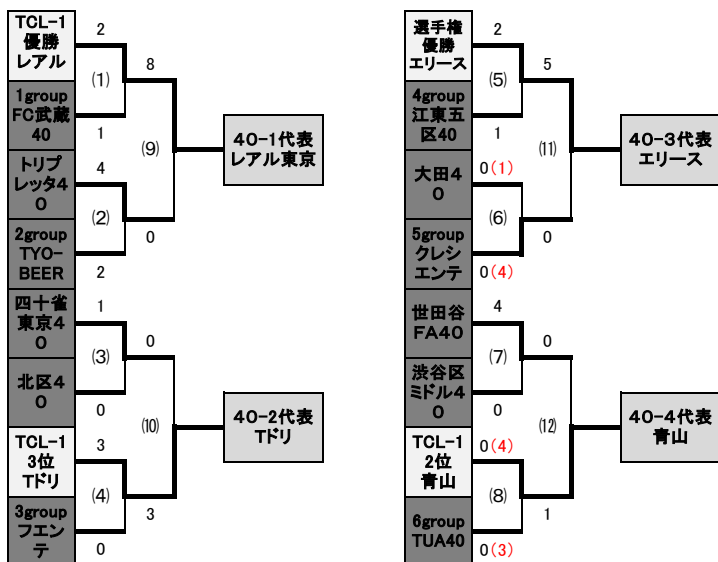 TCL-1
優勝
レアル
2
(1)
8
1group
FC武蔵
40
1
(9)
40-1代表
レアル東京
トリプ
レッタ4
0
4
(2)
0
2group
TYO-
BEER
2
四十雀
東京4
0
1
(3)
0
北区4
0
0
(10)
40-2代表
Tドリ
TCL-1
3位
Tドリ
3
(4)
3
3group
フエン
テ
0
選手権
優勝
エリース
2
(5)
5
4group
江東五
区40
1
(11)
40-3代表
エリース
大田4
0
0(1)
(6)
0
5group
クレシ
エンテ
0(4)
世田谷
FA40
4
(7)
0
渋谷区
ミドル4
0
0
(12)
40-4代表
青山
TCL-1
2位
青山
0(4)
(8)
1
6group
TUA40
0(3)